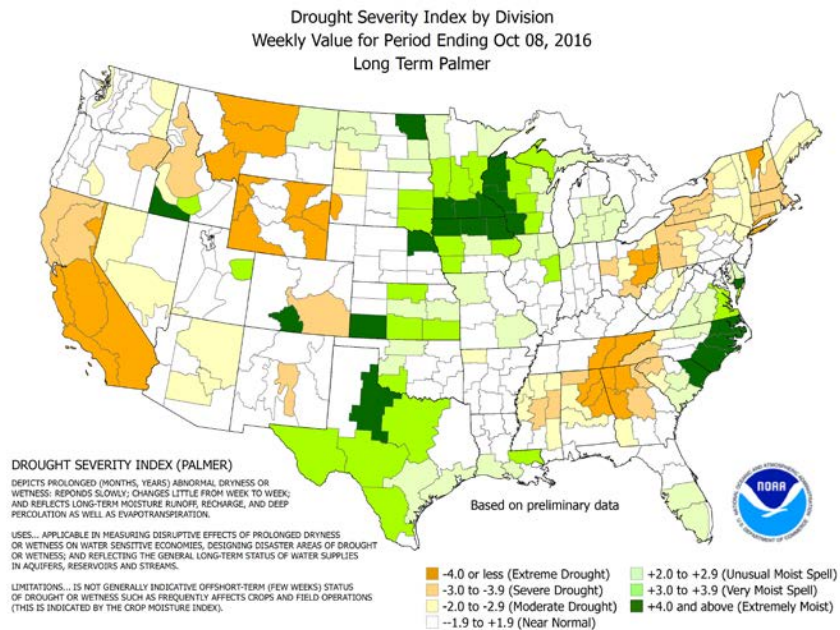 Drought Severity Index by Division
Weekly Value for Period Ending Oct 08, 2016
Long Term Palmer
DROUGHT SEVERITY INDEX (PALMER)
DEPICTS PROLONGED (MONTHS, YEARS) ABNORMAL DRYNESS OR
WETNESS: REPONDS SLOWLY; CHANGES LITTLE FROM WEEK TO WEEK;
AND REFLECTS LONG-TERM MOISTURE RUNOFF, RECHARGE, AND DEEP
PERCOLATION AS WELL AS EVAPOTRANSPIRATION.
USES... APPLICABLE IN MEASURING DISRUPTIVE EFFECTS OF PROLONGED DRYNESS
OR WETNESS ON WATER SENSITIVE ECONOMIES, DESIGNING DISASTER AREAS OF DROUGHT
OR WETNESS; AND REFLECTING THE GENERAL LONG-TERM STATUS OF WATER SUPPLIES
IN AQUIFERS, RESERVOIRS AND STREAMS.
LIMITATIONS... IS NOT GENERALLY INDICATIVE OFFSHORT-TERM (FEW WEEKS) STATUS
OF DROUGHT OR WETNESS SUCH AS FREQUENTLY AFFECTS CROPS AND FIELD OPERATIONS
(THIS IS INDICATED BY THE CROP MOISTURE INDEX).
Based on preliminary data
NATIONAL OCEANIC AND ATMOSPHERIC ADMINISTRATION
NOAA
U.S. DEPARTMENT OF COMMERCE
-4.0 or less (Extreme Drought)
-3.0 to -3.9 (Severe Drought)
-2.0 to -2.9 (Moderate Drought)
--1.9 to +1.9 (Near Normal)
+2.0 to +2.9 (Unusual Moist Spell)
+3.0 to +3.9 (Very Moist Spell)
+4.0 and above (Extremely Moist)